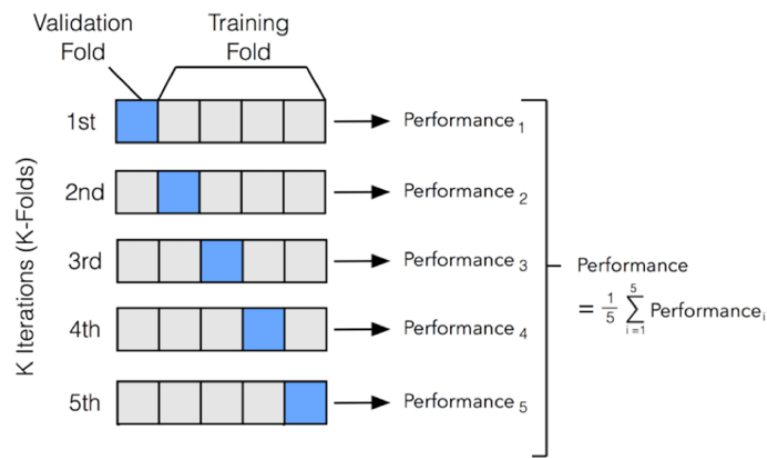 Validation
Fold
Training
Fold
K Iterations (K-Folds)
1st
Performance 1
2nd
Performance 2
3rd
Performance 3
4th
Performance 4
5th
Performance 5
Performance
= 1/5 5∑i=1 Performancei